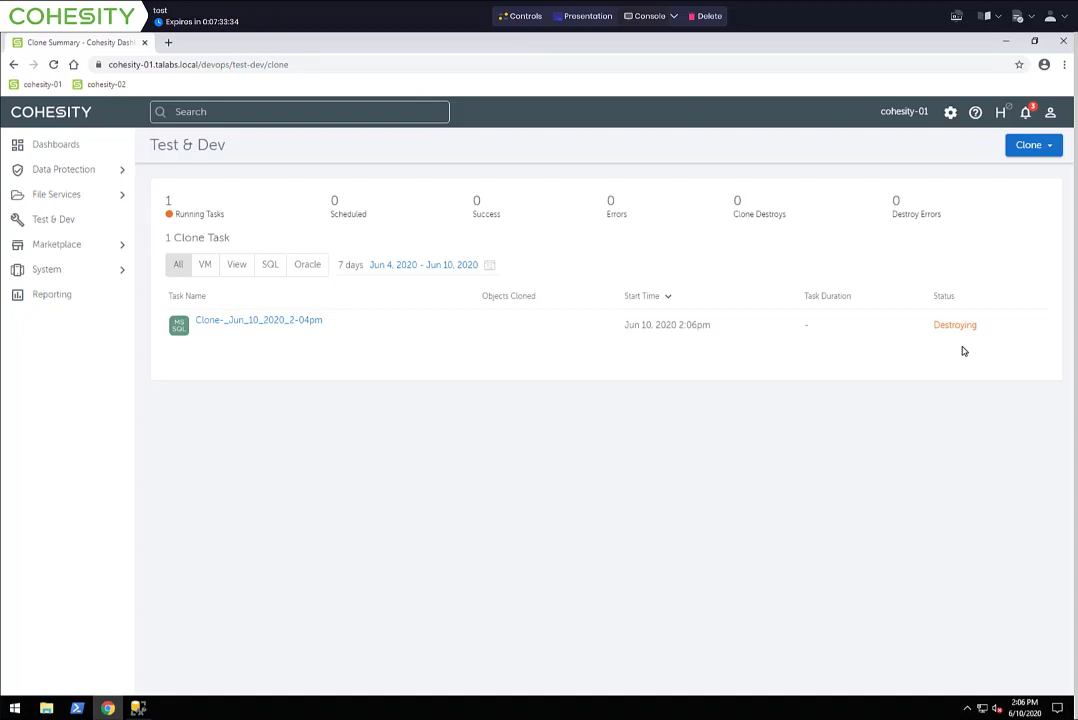 COHESITY
test
Expires in 0:07:33:34
Controls
Presentation
Console
Delete
Clone Summary - Cohesity Dash
cohesity-01.talabs.local/devops/test-dev/clone
cohesity-01
cohesity-02
COHESITY
Search
cohesity-01
H
3
Dashboards
Data Protection
File Services
Test & Dev
Marketplace
System
Reporting
Test & Dev
Clone
1
Running Tasks
0
Scheduled
0
Success
0
Errors
0
Clone Destroys
0
Destroy Errors
1 Clone Task
All
VM
View
SQL
Oracle
7 days
Jun 4, 2020 - Jun 10, 2020
Task Name
Objects Cloned
Start Time
Task Duration
Status
MS
SQL
Clone-_Jun_10_2020_2-04pm
Jun 10, 2020 2:06pm
-
Destroying
2:06 PM
6/10/2020